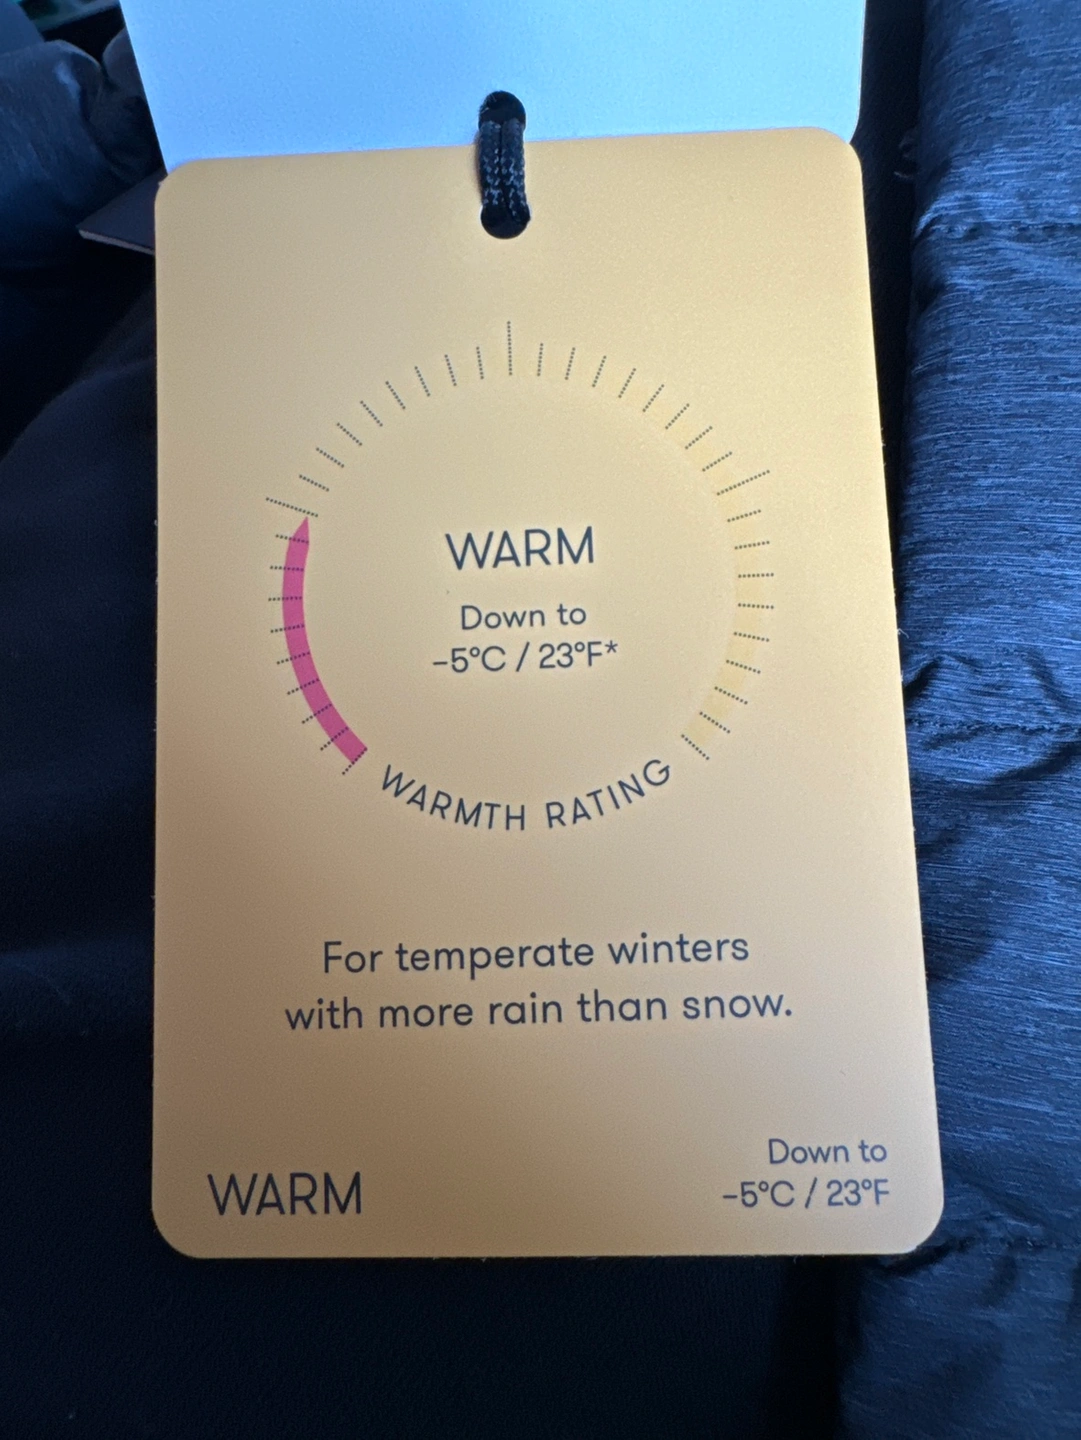 WARM
Down to
-5°C / 23°F*
WARMTH RATING
For temperate winters
with more rain than snow.
WARM
Down to
-5°C / 23°F